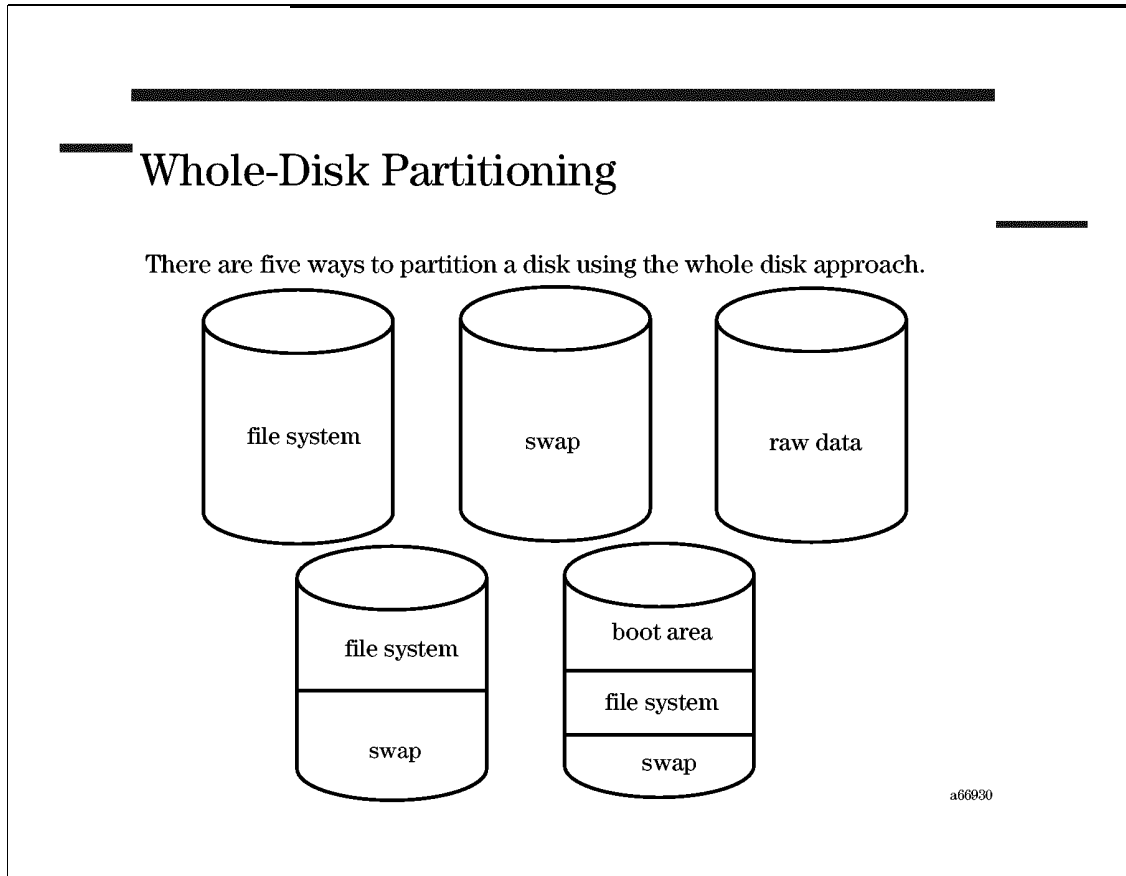 Whole-Disk Partitioning
There are five ways to partition a disk using the whole disk approach.
file system
swap
raw data
file system
swap
boot area
file system
swap
a66930